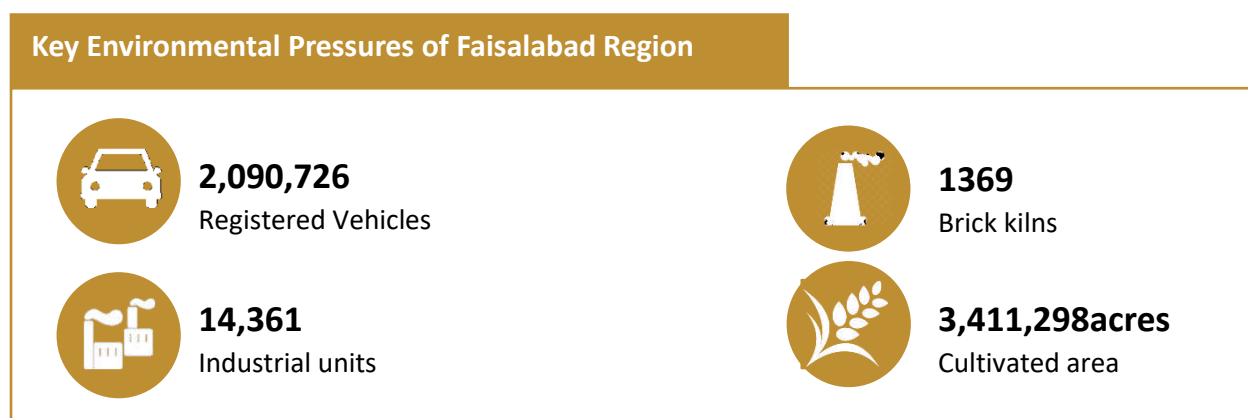 Key Environmental Pressures of Faisalabad Region
2,090,726
Registered Vehicles
1369
Brick kilns
14,361
Industrial units
3,411,298acres
Cultivated area